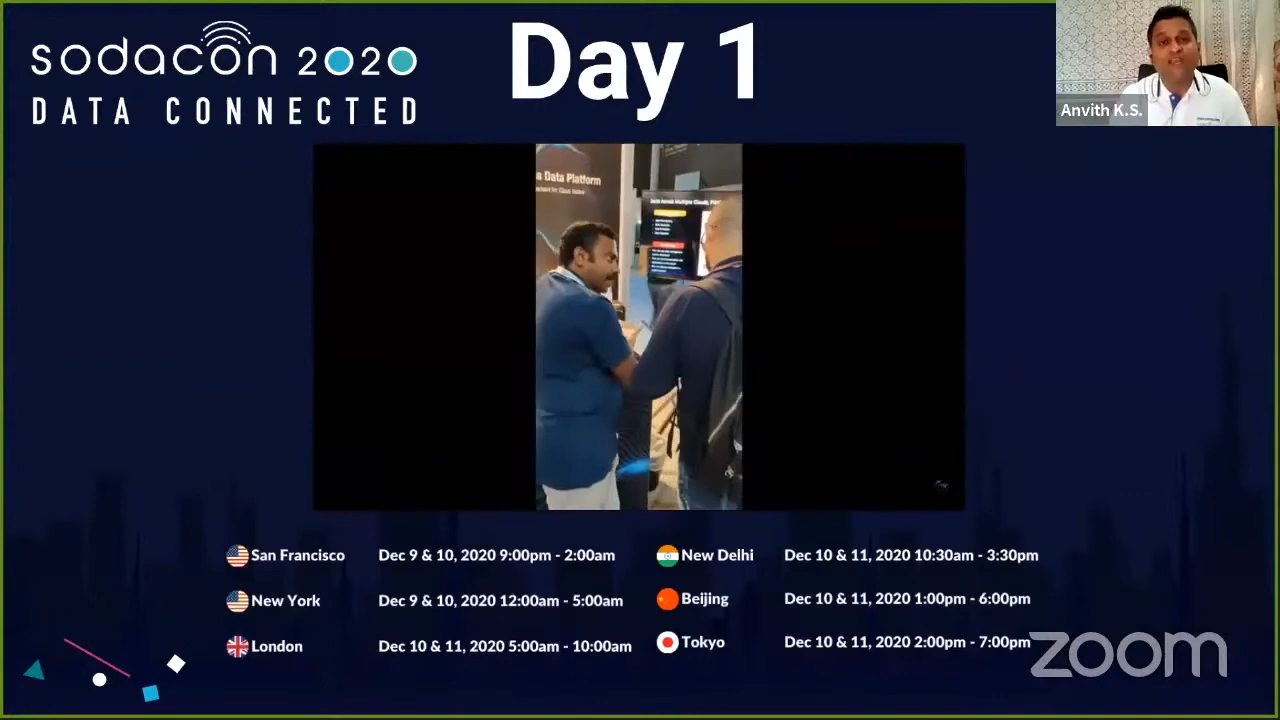 sodacon 2020
DATA CONNECTED
Day 1
Anvith K.S.
a Data Platform
San Francisco Dec 9 & 10, 2020 9:00pm - 2:00am
New Delhi Dec 10 & 11, 2020 10:30am - 3:30pm
New York Dec 9 & 10, 2020 12:00am - 5:00am
Beijing Dec 10 & 11, 2020 1:00pm - 6:00pm
London Dec 10 & 11, 2020 5:00am - 10:00am
Tokyo Dec 10 & 11, 2020 2:00pm - 7:00pm
zoom